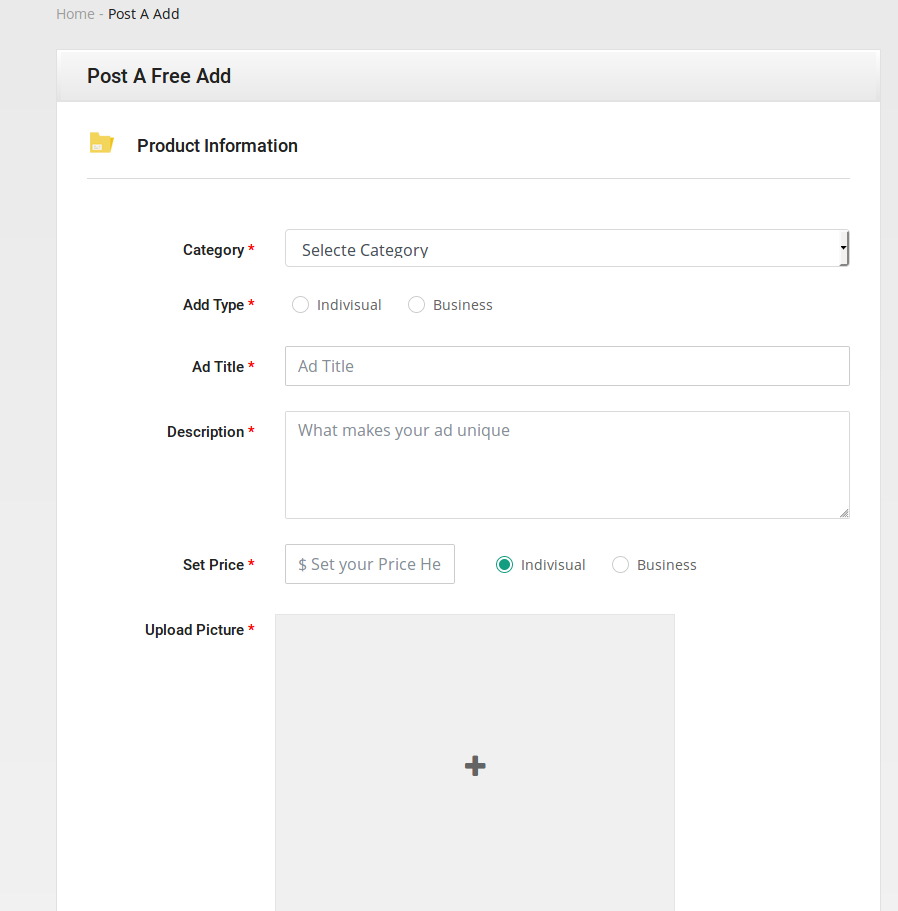 Home - Post A Add
Post A Free Add
Product Information
Category * Selecte Category
Add Type * Indivisual Business
Ad Title * Ad Title
Description * What makes your ad unique
Set Price * $ Set your Price He Indivisual Business
Upload Picture *